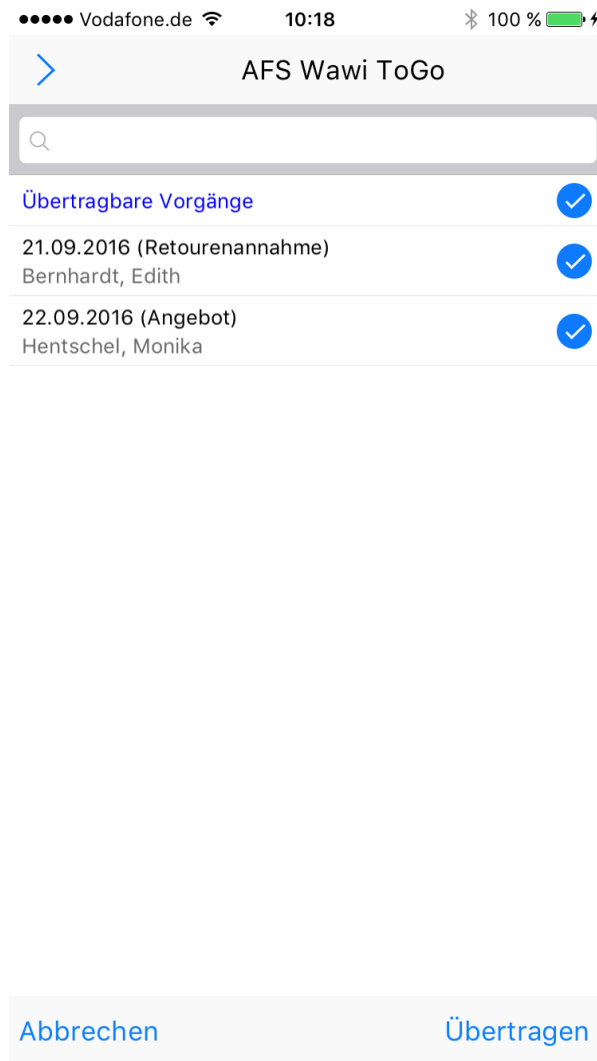 Vodafone.de 10:18 100 %
AFS Wawi ToGo
Übertragbare Vorgänge
21.09.2016 (Retourenannahme)
Bernhardt, Edith
22.09.2016 (Angebot)
Hentschel, Monika
Abbrechen Übertragen